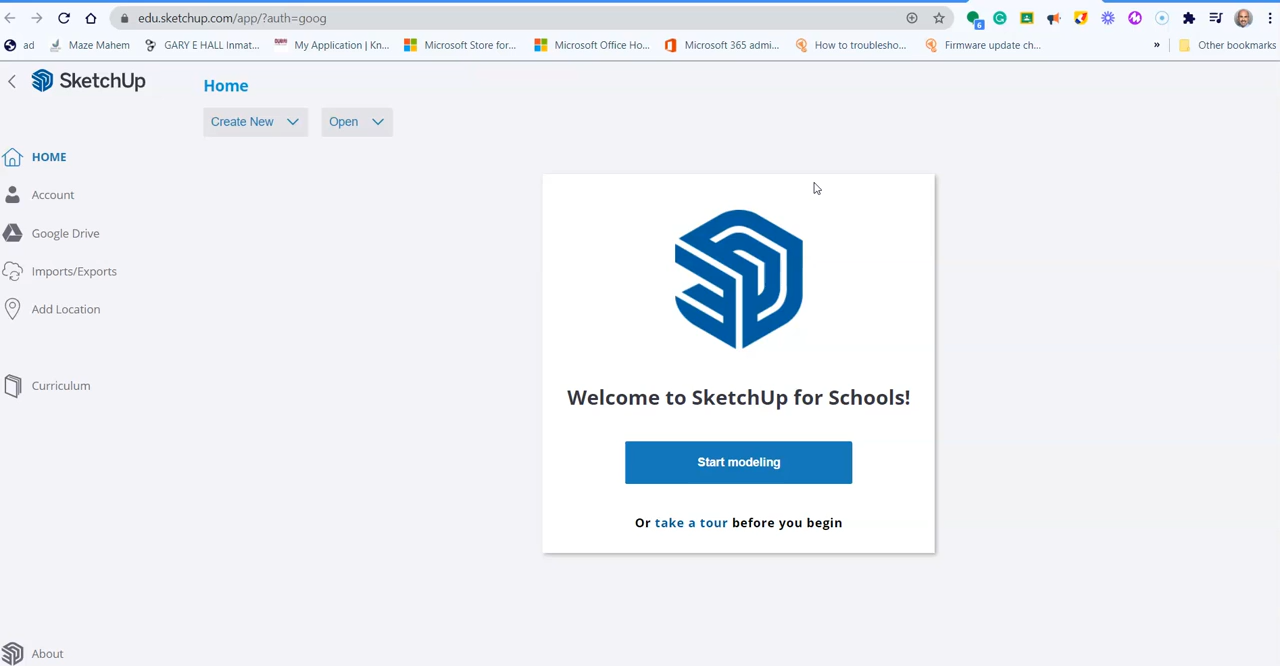 edu.sketchup.com/app/?auth=goog
6
ad
Maze Mahem
GARY E HALL Inmat...
My Application | Kn...
Microsoft Store for...
Microsoft Office Ho...
Microsoft 365 admi...
How to troublesho...
Firmware update ch...
»
Other bookmarks
SketchUp
Home
Create New
Open
HOME
Account
Google Drive
Imports/Exports
Add Location
Curriculum
Welcome to SketchUp for Schools!
Start modeling
Or take a tour before you begin
About